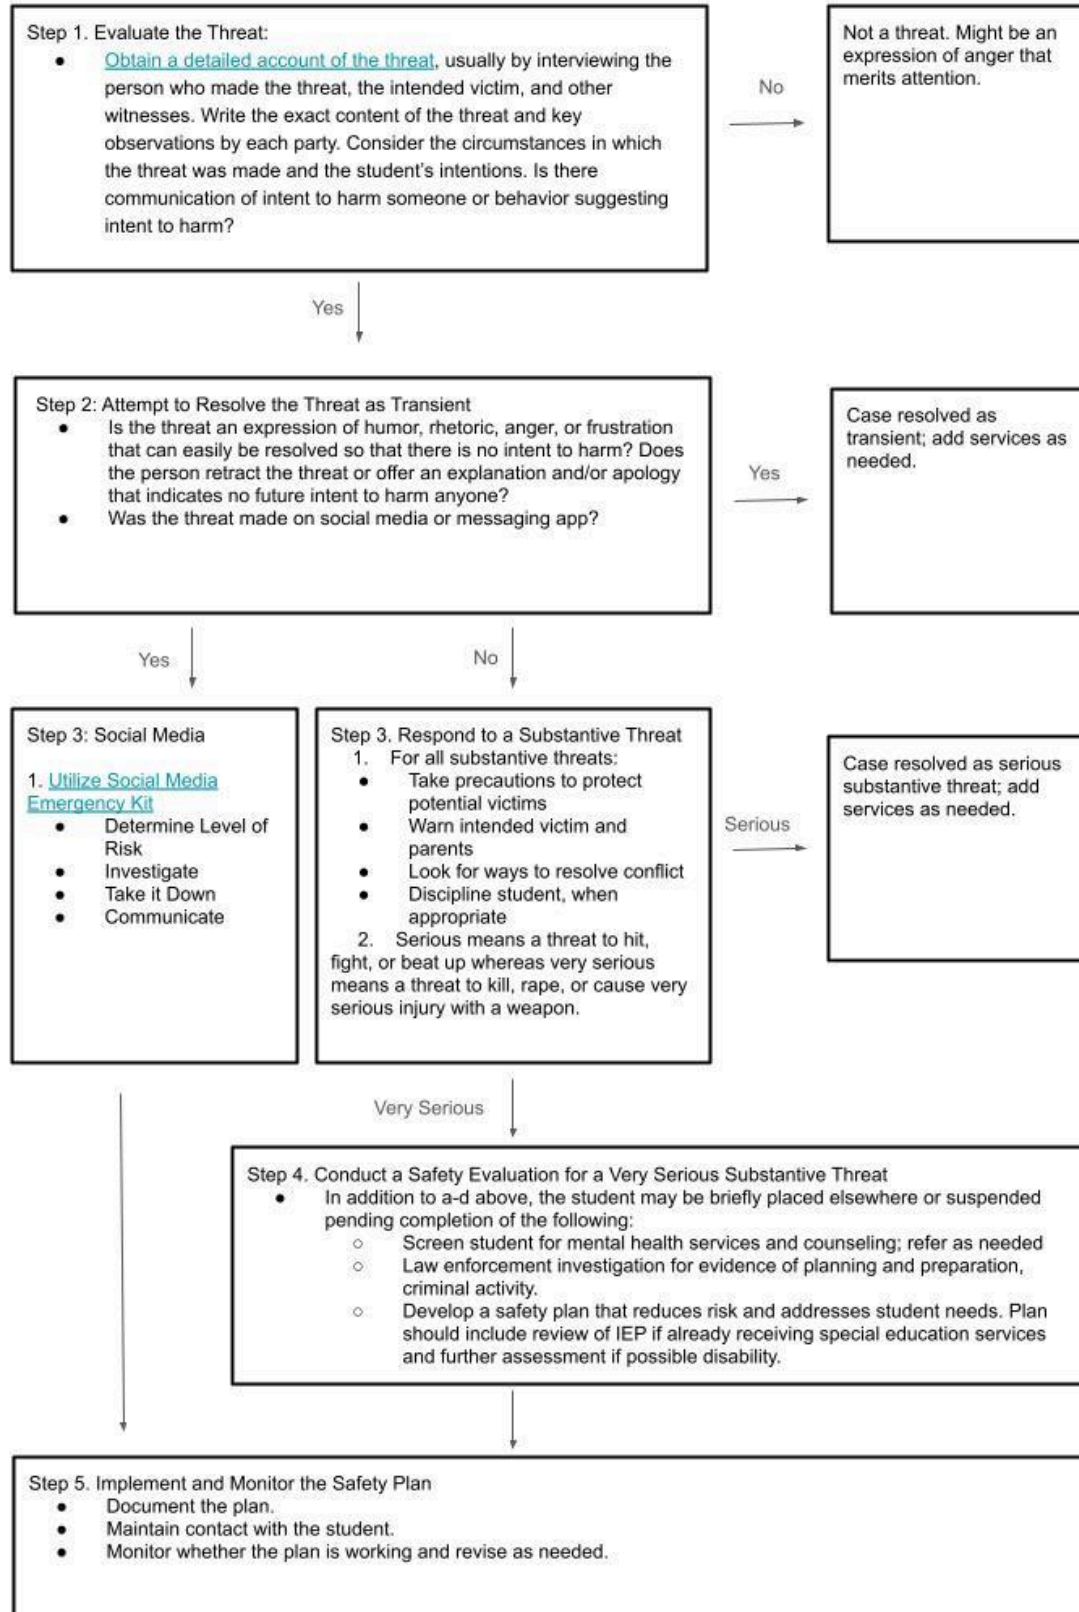 Step 1. Evaluate the Threat:
● Obtain a detailed account of the threat, usually by interviewing the
person who made the threat, the intended victim, and other
witnesses. Write the exact content of the threat and key
observations by each party. Consider the circumstances in which
the threat was made and the student's intentions. Is there
communication of intent to harm someone or behavior suggesting
intent to harm?
No
Not a threat. Might be an
expression of anger that
merits attention.
Yes
Step 2: Attempt to Resolve the Threat as Transient
● Is the threat an expression of humor, rhetoric, anger, or frustration
that can easily be resolved so that there is no intent to harm? Does
the person retract the threat or offer an explanation and/or apology
that indicates no future intent to harm anyone?
● Was the threat made on social media or messaging app?
Yes
Case resolved as
transient; add services as
needed.
Yes
No
Step 3: Social Media
1. Utilize Social Media
Emergency Kit
● Determine Level of
Risk
● Investigate
● Take it Down
● Communicate
Step 3. Respond to a Substantive Threat
1. For all substantive threats:
● Take precautions to protect
potential victims
● Warn intended victim and
parents
● Look for ways to resolve conflict
● Discipline student, when
appropriate
2. Serious means a threat to hit,
fight, or beat up whereas very serious
means a threat to kill, rape, or cause very
serious injury with a weapon.
Serious
Case resolved as serious
substantive threat; add
services as needed.
Very Serious
Step 4. Conduct a Safety Evaluation for a Very Serious Substantive Threat
● In addition to a-d above, the student may be briefly placed elsewhere or suspended
pending completion of the following:
○ Screen student for mental health services and counseling; refer as needed
○ Law enforcement investigation for evidence of planning and preparation,
criminal activity.
○ Develop a safety plan that reduces risk and addresses student needs. Plan
should include review of IEP if already receiving special education services
and further assessment if possible disability.
Step 5. Implement and Monitor the Safety Plan
● Document the plan.
● Maintain contact with the student.
● Monitor whether the plan is working and revise as needed.